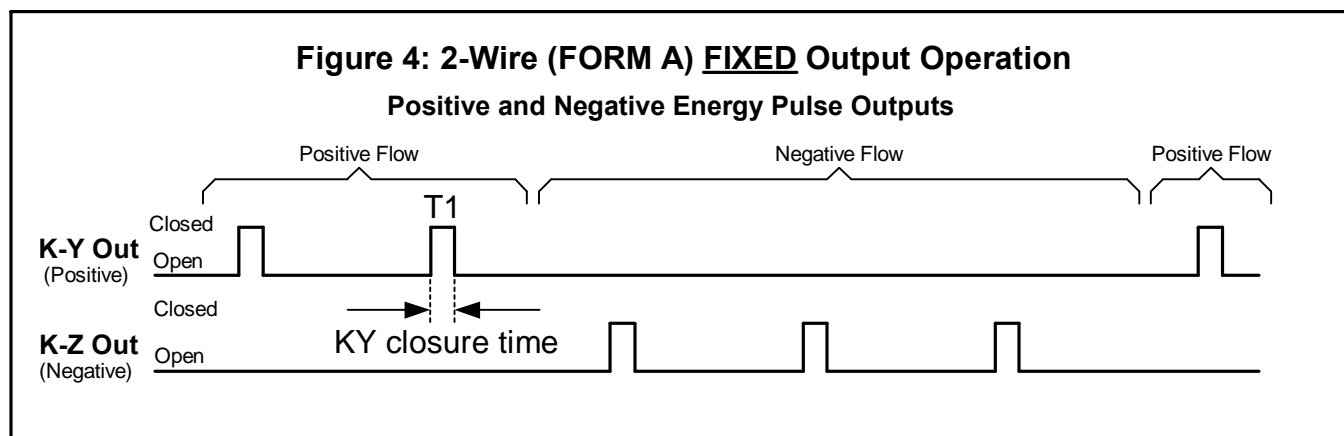 Figure 4: 2-Wire (FORM A) FIXED Output Operation
Positive and Negative Energy Pulse Outputs
Positive Flow
Negative Flow
Positive Flow
T1
Closed
K-Y Out
Open
(Positive)
KY closure time
Closed
K-Z Out
Open
(Negative)